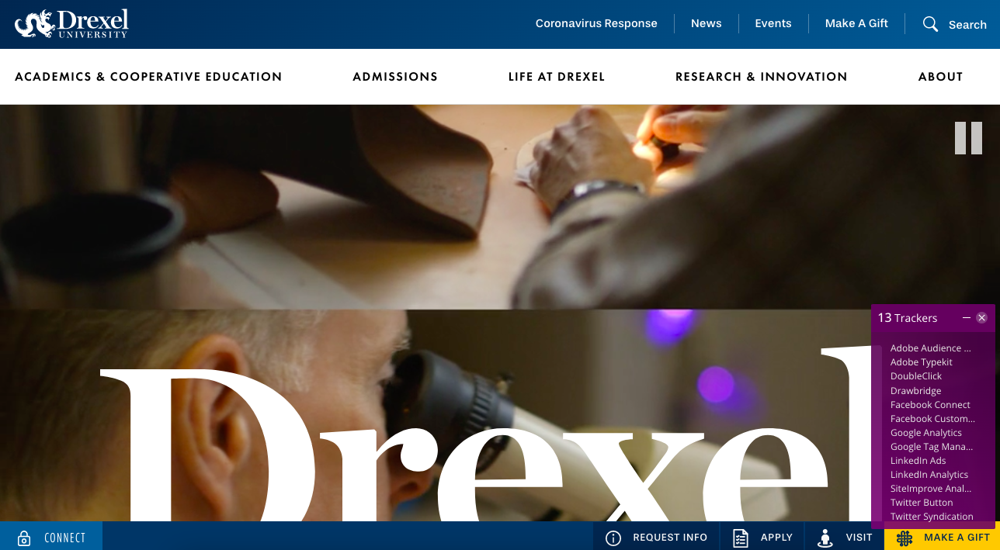 Drexel
UNIVERSITY
Coronavirus Response
News
Events
Make A Gift
Search
ACADEMICS & COOPERATIVE EDUCATION
ADMISSIONS
LIFE AT DREXEL
RESEARCH & INNOVATION
ABOUT
13 Trackers
Adobe Audience ...
Adobe Typekit
DoubleClick
Drawbridge
Facebook Connect
Facebook Custom...
Google Analytics
Google Tag Mana...
LinkedIn Ads
LinkedIn Analytics
SiteImprove Anal...
Twitter Button
Twitter Syndication
Drexel
CONNECT
REQUEST INFO
APPLY
VISIT
MAKE A GIFT